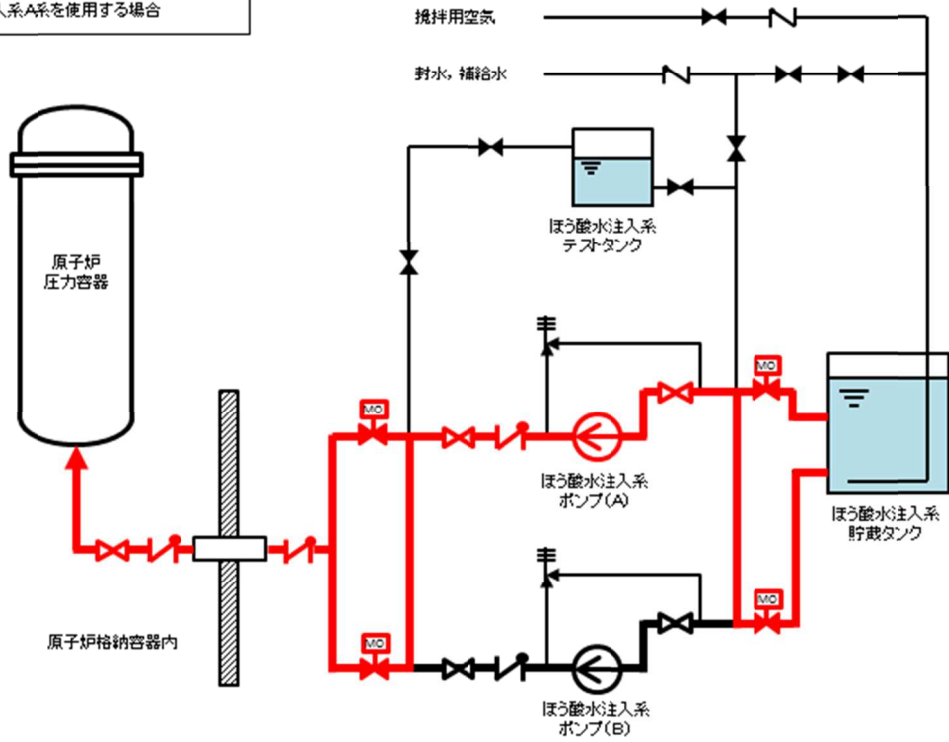 入系A系を使用する場合
攪拌用空気
封水，補給水
ほう酸水注入系
テストタンク
原子炉
圧力容器
MO
MO
ほう酸水注入系
ポンプ(A)
ほう酸水注入系
貯蔵タンク
MO
原子炉格納容器内
MO
ほう酸水注入系
ポンプ(B)